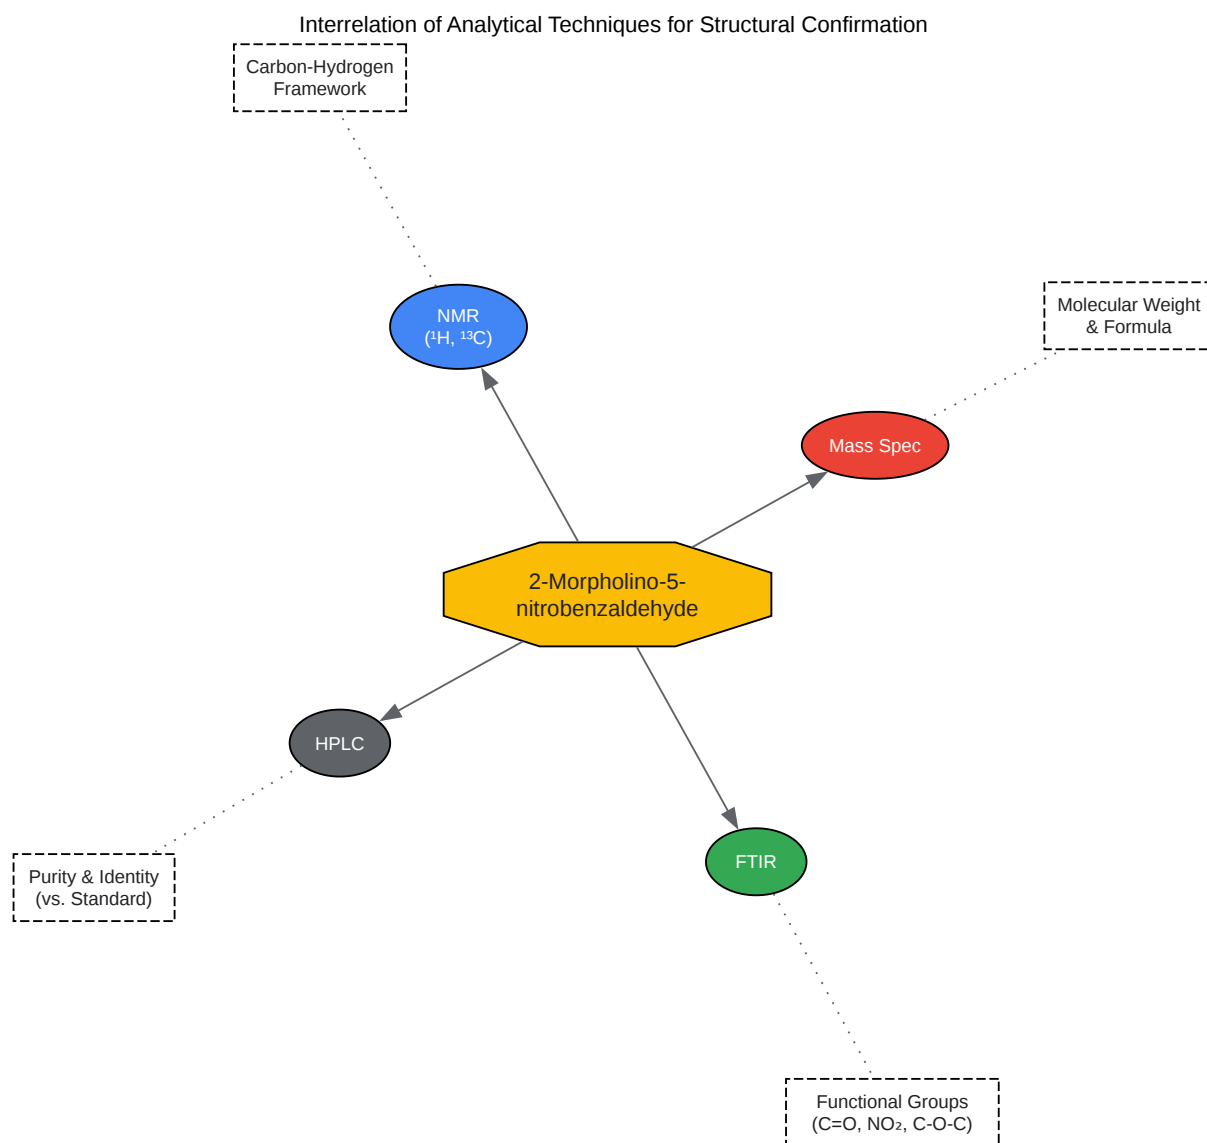 Interrelation of Analytical Techniques for Structural Confirmation
Carbon-Hydrogen
Framework
NMR
(¹H, ¹³C)
Molecular Weight
& Formula
Mass Spec
2-Morpholino-5-
nitrobenzaldehyde
HPLC
Purity & Identity
(vs. Standard)
FTIR
Functional Groups
(C=O, NO₂, C-O-C)